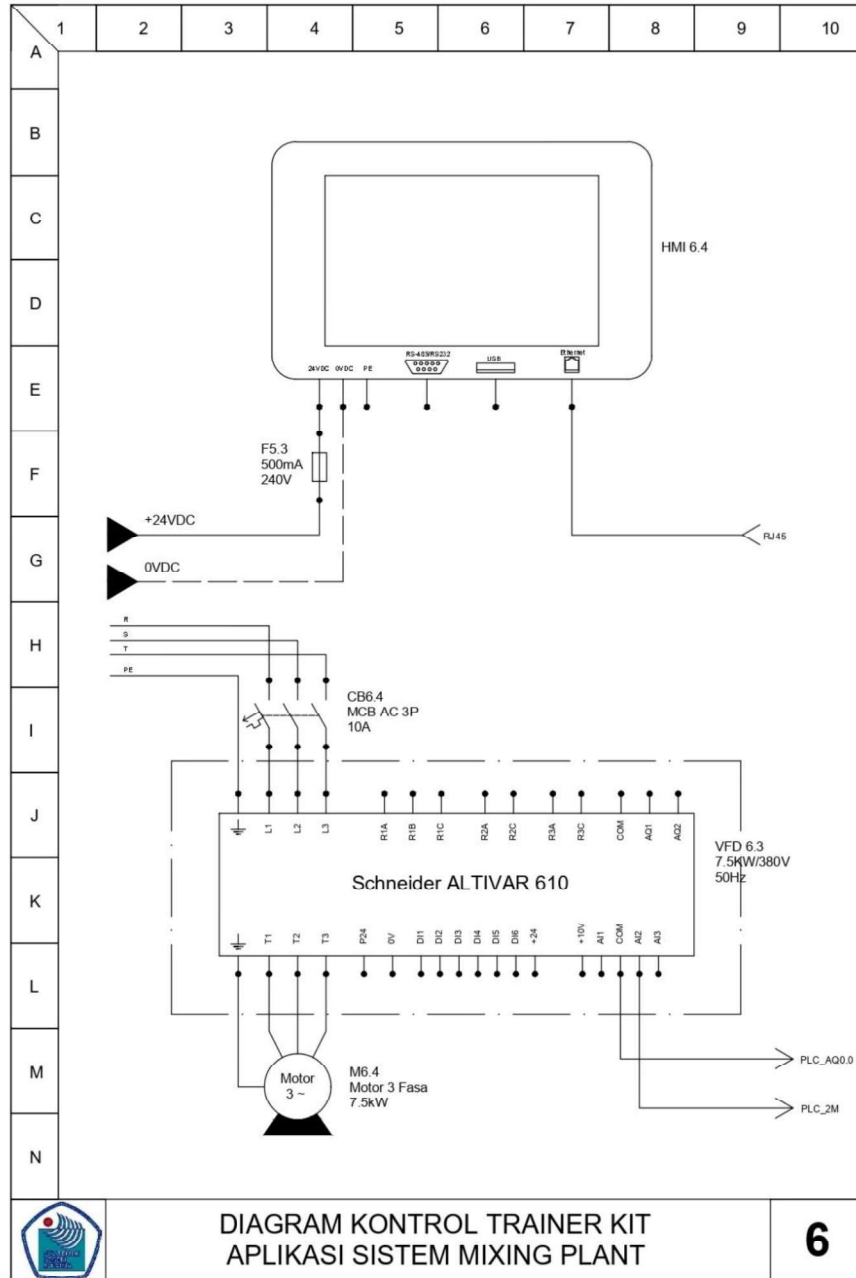 1 2 3 4 5 6 7 8 9 10
A
B
C
D
E
F
G
H
I
J
K
L
M
N
HMI 6.4
RS-485/RS232
USB
Ethernet
24VDC 0VDC PE
F5.3
500mA
240V
+24VDC
0VDC
RJ45
R
S
T
PE
CB6.4
MCB AC 3P
10A
L1 L2 L3 R1A R1B R1C R2A R2C R3A R3C COM AQ1 AQ2
VFD 6.3
7.5KW/380V
50Hz
Schneider ALTIVAR 610
T1 T2 T3 P24 0V DI1 DI2 DI3 DI4 DI5 DI6 +24 +10V AI1 COM AI2 AI3
Motor
3 ~
M6.4
Motor 3 Fasa
7.5kW
PLC_AQ0.0
PLC_2M
DIAGRAM KONTROL TRAINER KIT
APLIKASI SISTEM MIXING PLANT
6